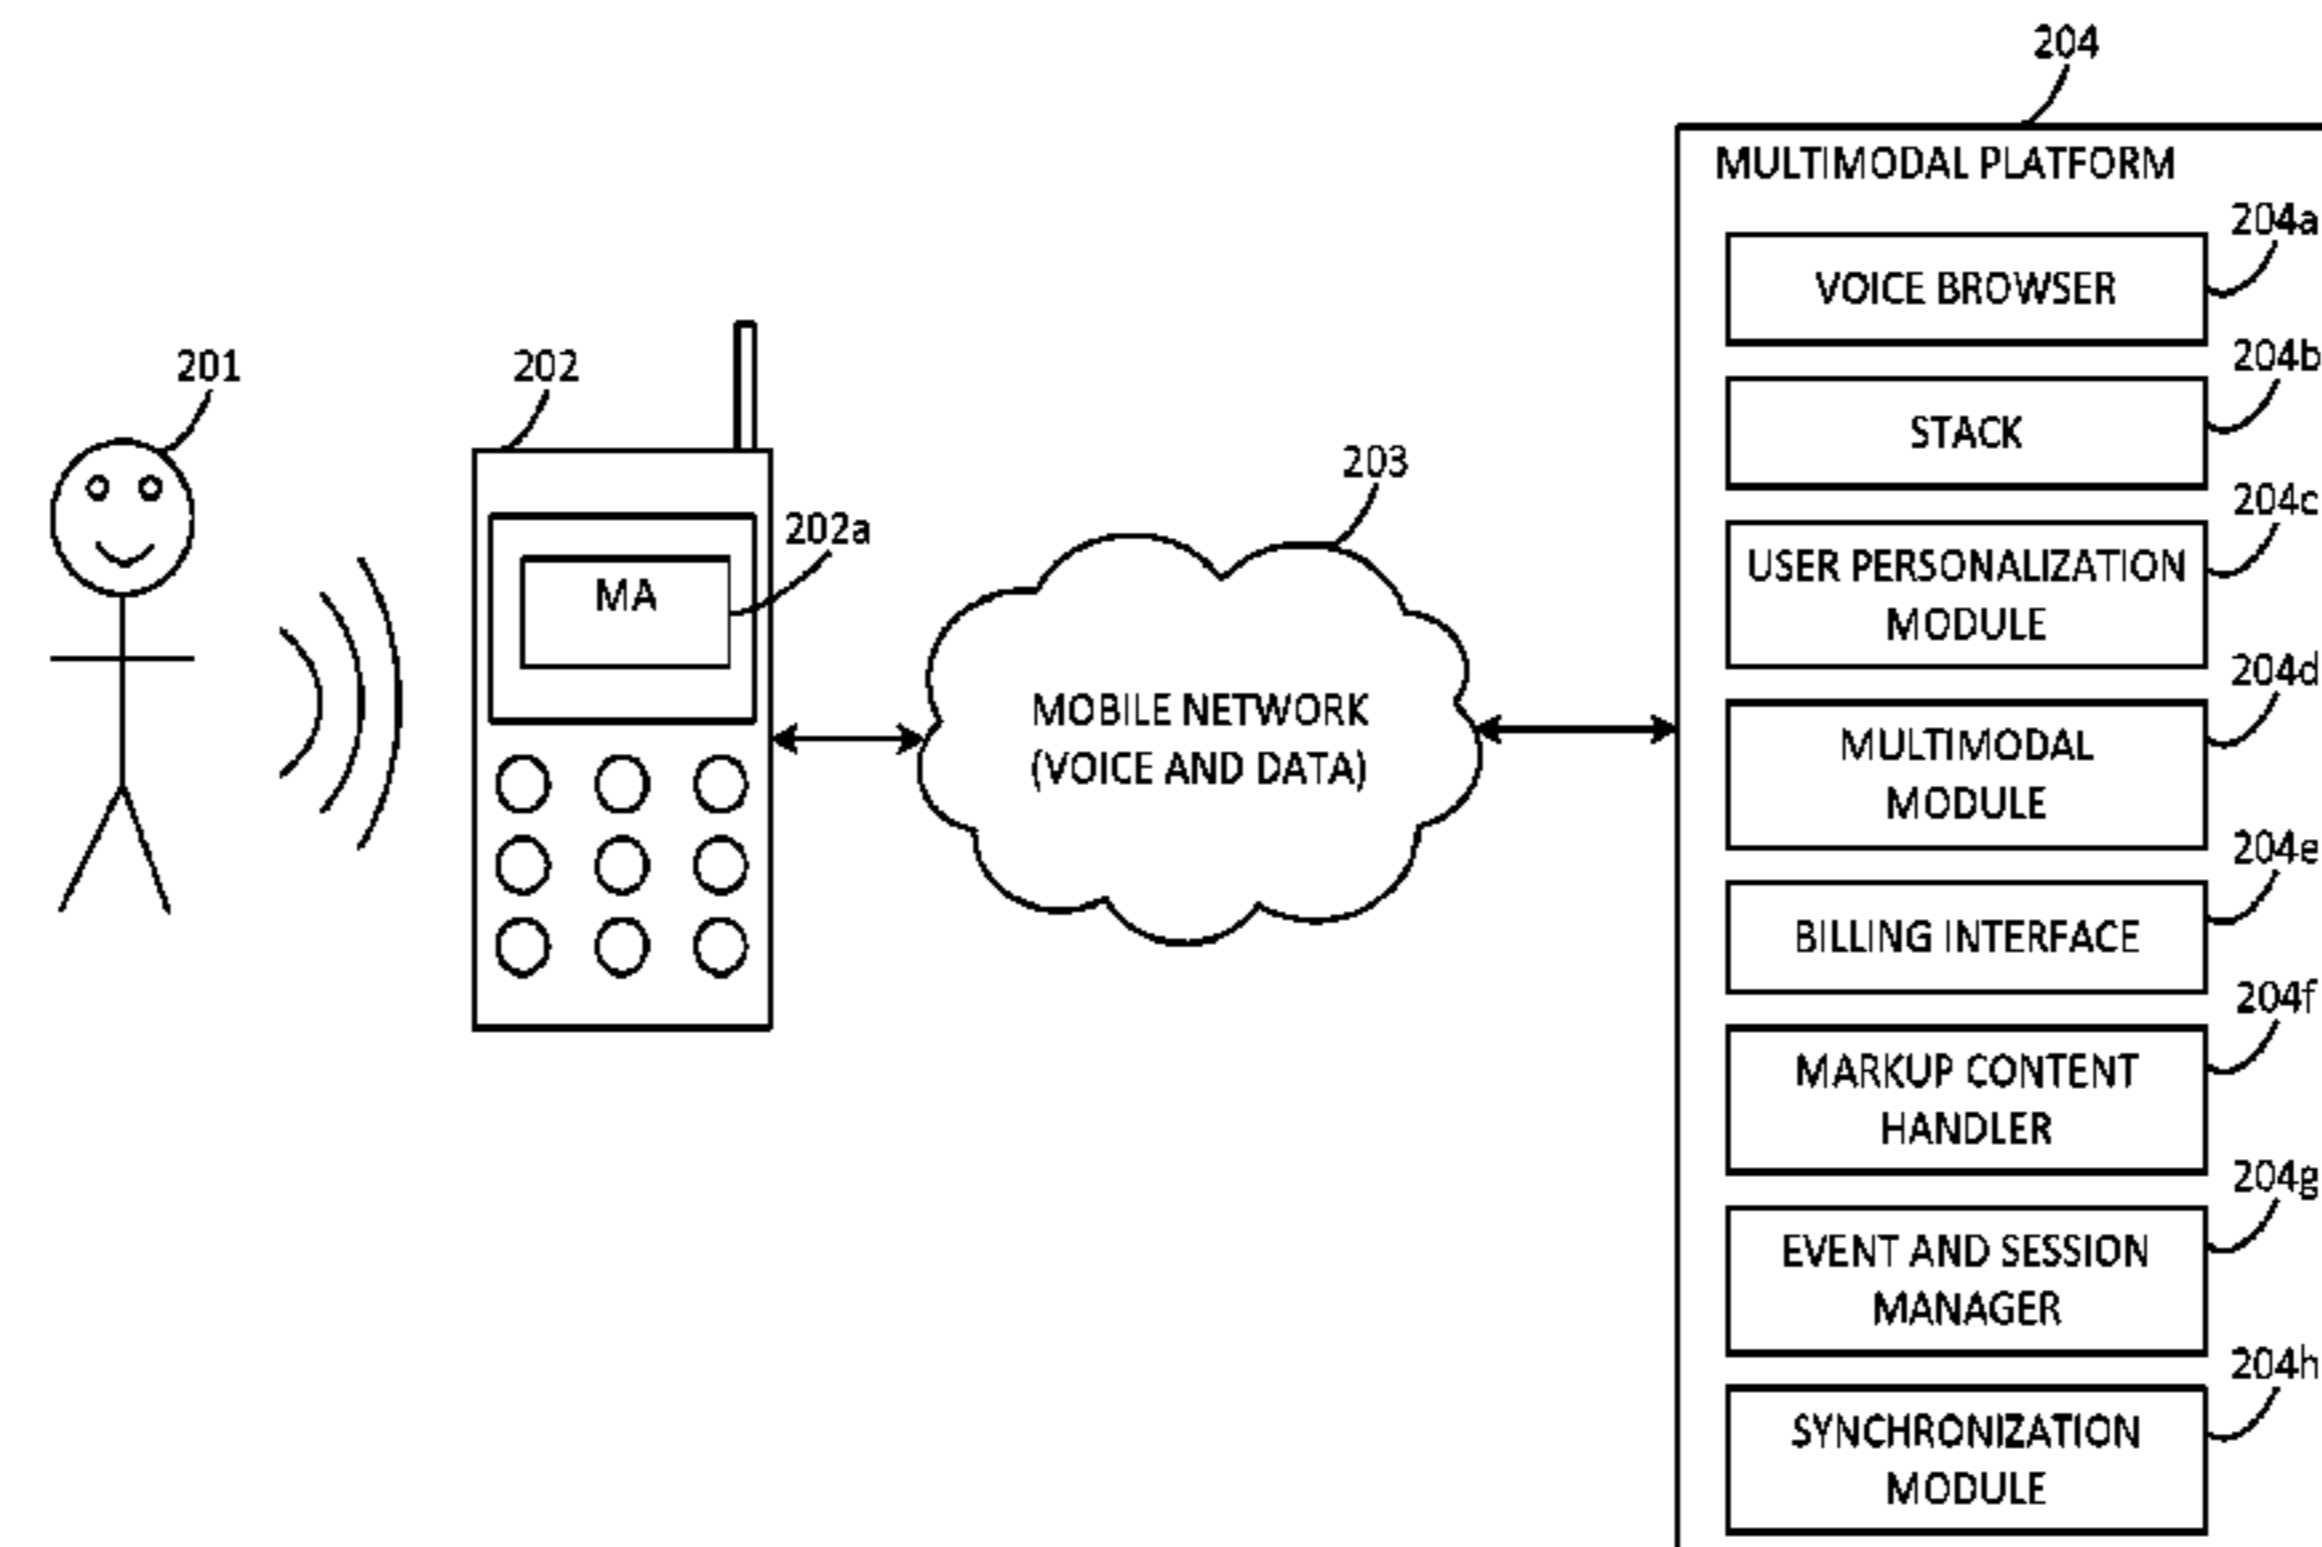 204
MULTIMODAL PLATFORM
204a
VOICE BROWSER
204b
STACK
204c
USER PERSONALIZATION
MODULE
204d
MULTIMODAL
MODULE
204e
BILLING INTERFACE
204f
MARKUP CONTENT
HANDLER
204g
EVENT AND SESSION
MANAGER
204h
SYNCHRONIZATION
MODULE
201
202
202a
MA
203
MOBILE NETWORK
(VOICE AND DATA)